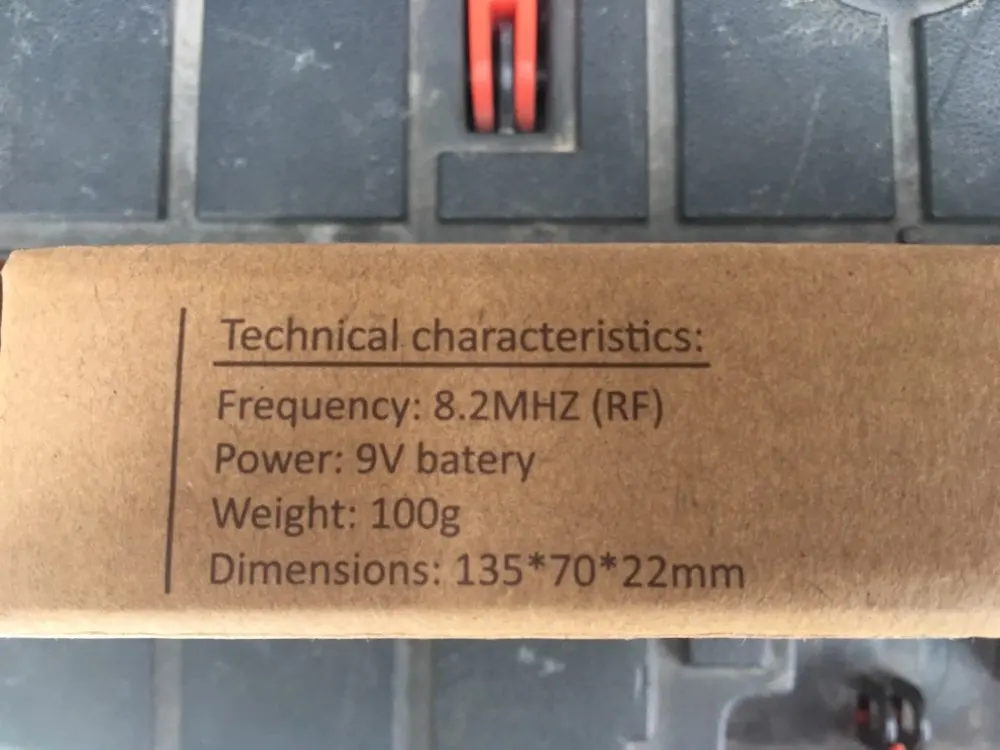 Technical characteristics:
Frequency: 8.2MHZ (RF)
Power: 9V batery
Weight: 100g
Dimensions: 135*70*22mm